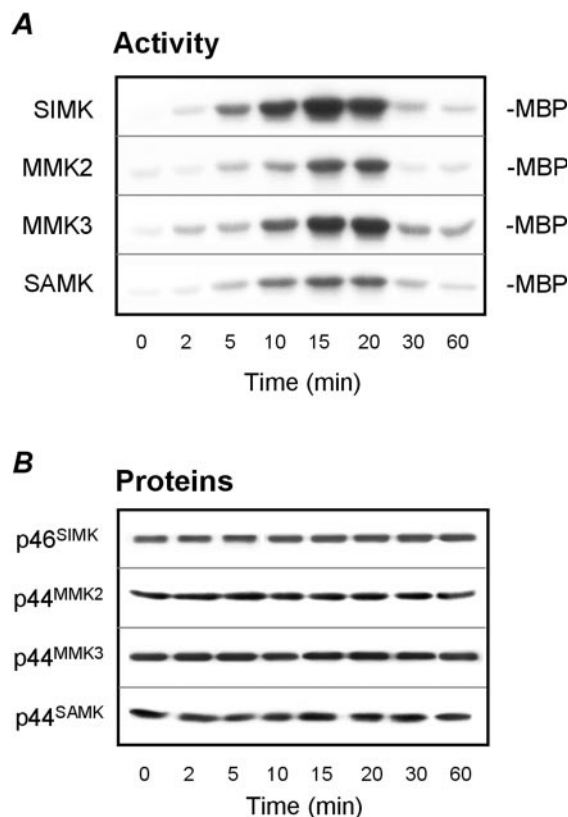 A
Activity
SIMK -MBP
MMK2 -MBP
MMK3 -MBP
SAMK -MBP
0 2 5 10 15 20 30 60
Time (min)
B
Proteins
p46SIMK
p44MMK2
p44MMK3
p44SAMK
0 2 5 10 15 20 30 60
Time (min)